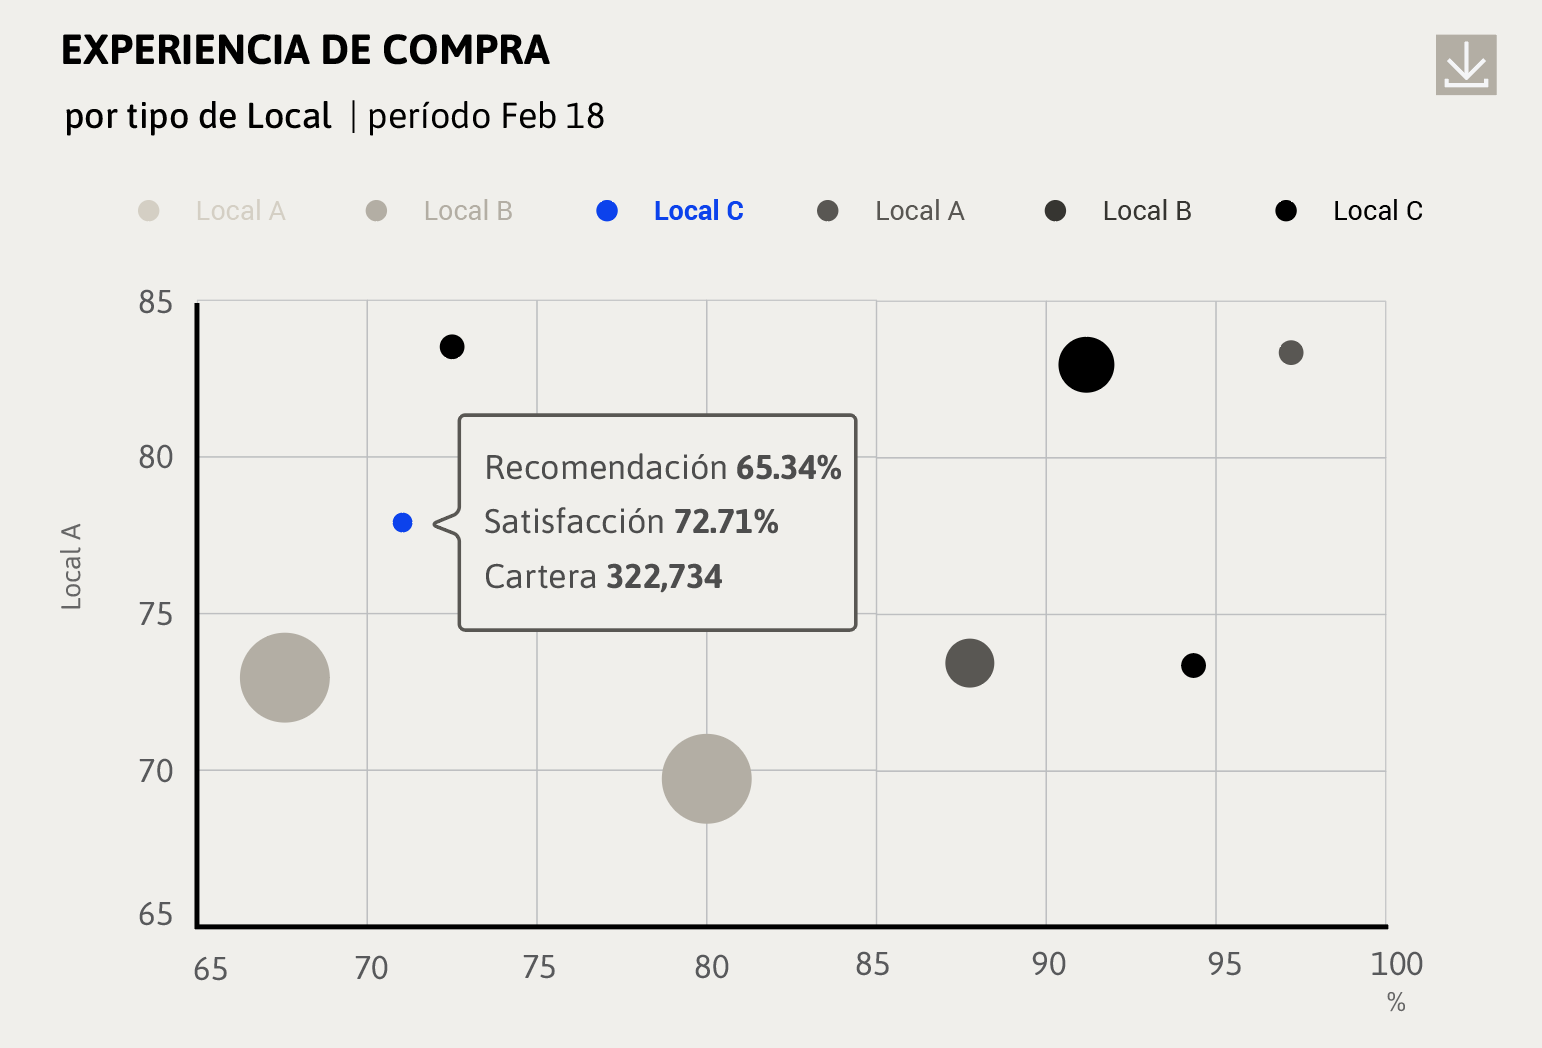 EXPERIENCIA DE COMPRA
por tipo de Local | período Feb 18
Local A
Local B
Local C
Local A
Local B
Local C
85
80
75
70
65
Local A
Recomendación 65.34%
Satisfacción 72.71%
Cartera 322,734
65
70
75
80
85
90
95
100
%